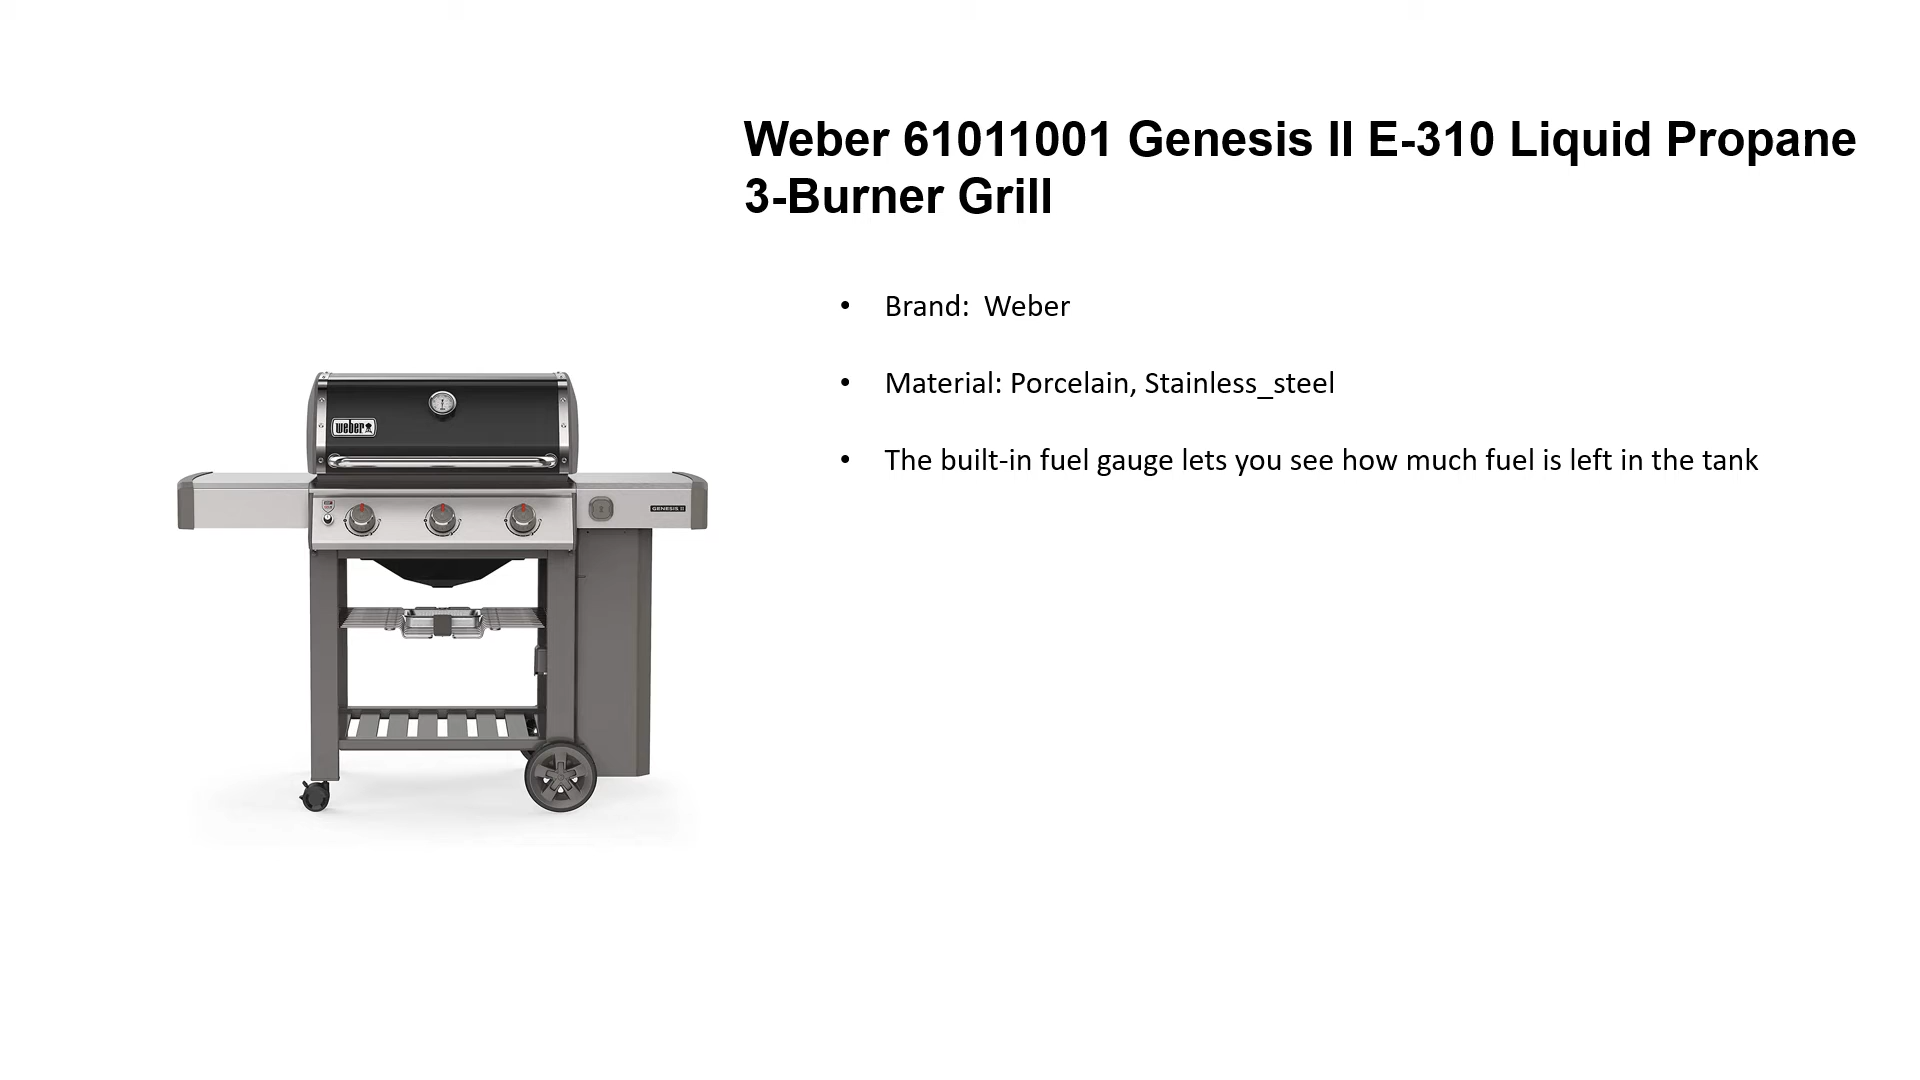 Weber 61011001 Genesis II E-310 Liquid Propane
3-Burner Grill
• Brand:  Weber
• Material: Porcelain, Stainless_steel
• The built-in fuel gauge lets you see how much fuel is left in the tank
weber
GENESIS II